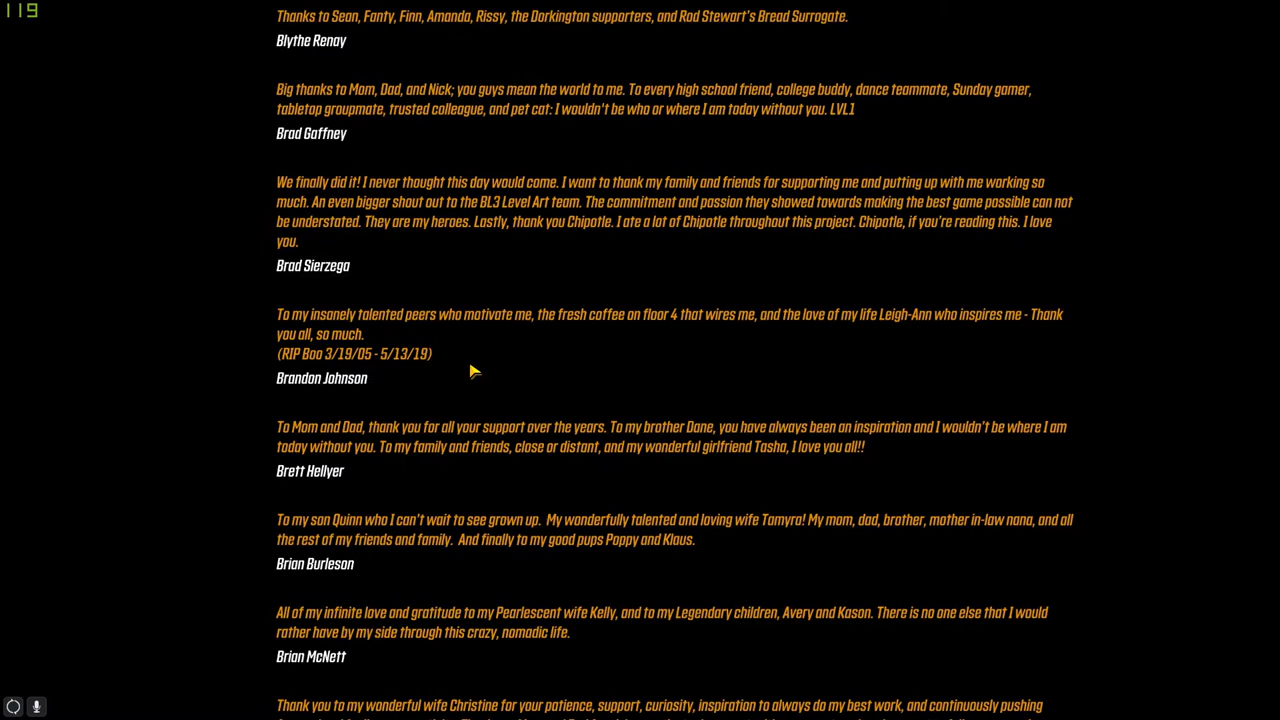 119
Thanks to Sean, Fanty, Finn, Amanda, Rissy, the Dorkington supporters, and Rod Stewart's Bread Surrogate.
Blythe Renay
Big thanks to Mom, Dad, and Nick; you guys mean the world to me. To every high school friend, college buddy, dance teammate, Sunday gamer,
tabletop groupmate, trusted colleague, and pet cat: I wouldn't be who or where I am today without you. LVL1
Brad Gaffney
We finally did it! I never thought this day would come. I want to thank my family and friends for supporting me and putting up with me working so
much. An even bigger shout out to the BL3 Level Art team. The commitment and passion they showed towards making the best game possible can not
be understated. They are my heroes. Lastly, thank you Chipotle. I ate a lot of Chipotle throughout this project. Chipotle, if you're reading this. I love
you.
Brad Sierzega
To my insanely talented peers who motivate me, the fresh coffee on floor 4 that wires me, and the love of my life Leigh-Ann who inspires me - Thank
you all, so much.
(RIP Boo 3/19/05 - 5/13/19)
Brandon Johnson
To Mom and Dad, thank you for all your support over the years. To my brother Dane, you have always been an inspiration and I wouldn't be where I am
today without you. To my family and friends, close or distant, and my wonderful girlfriend Tasha, I love you all!!
Brett Hellyer
To my son Quinn who I can't wait to see grown up.  My wonderfully talented and loving wife Tamyra! My mom, dad, brother, mother in-law nana, and all
the rest of my friends and family.  And finally to my good pups Poppy and Klaus.
Brian Burleson
All of my infinite love and gratitude to my Pearlescent wife Kelly, and to my Legendary children, Avery and Kason. There is no one else that I would
rather have by my side through this crazy, nomadic life.
Brian McNett
Thank you to my wonderful wife Christine for your patience, support, curiosity, inspiration to always do my best work, and continuously pushing